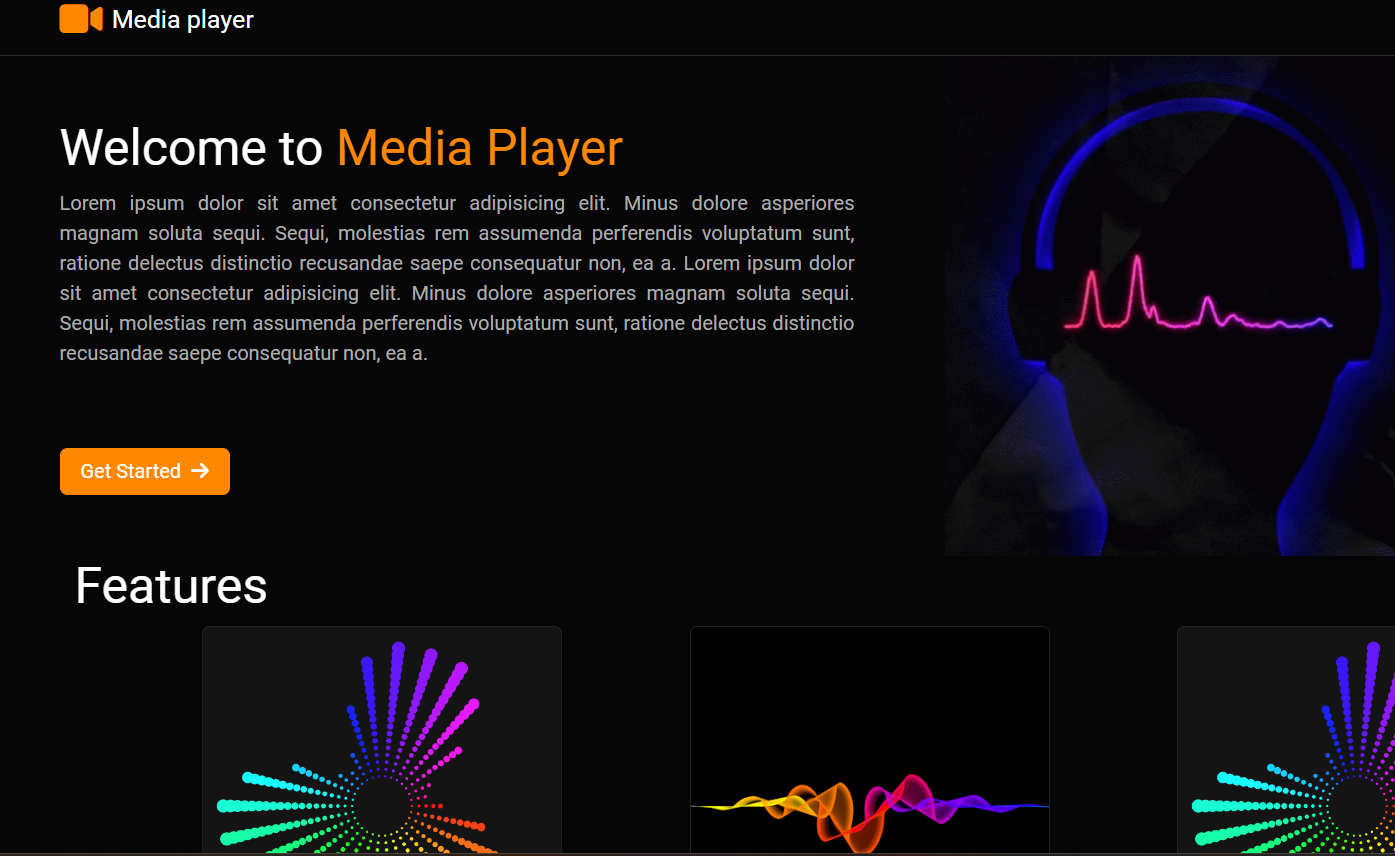 Media player
Welcome to Media Player
Lorem ipsum dolor sit amet consectetur adipisicing elit. Minus dolore asperiores
magnam soluta sequi. Sequi, molestias rem assumenda perferendis voluptatum sunt,
ratione delectus distinctio recusandae saepe consequatur non, ea a. Lorem ipsum dolor
sit amet consectetur adipisicing elit. Minus dolore asperiores magnam soluta sequi.
Sequi, molestias rem assumenda perferendis voluptatum sunt, ratione delectus distinctio
recusandae saepe consequatur non, ea a.
Get Started
Features